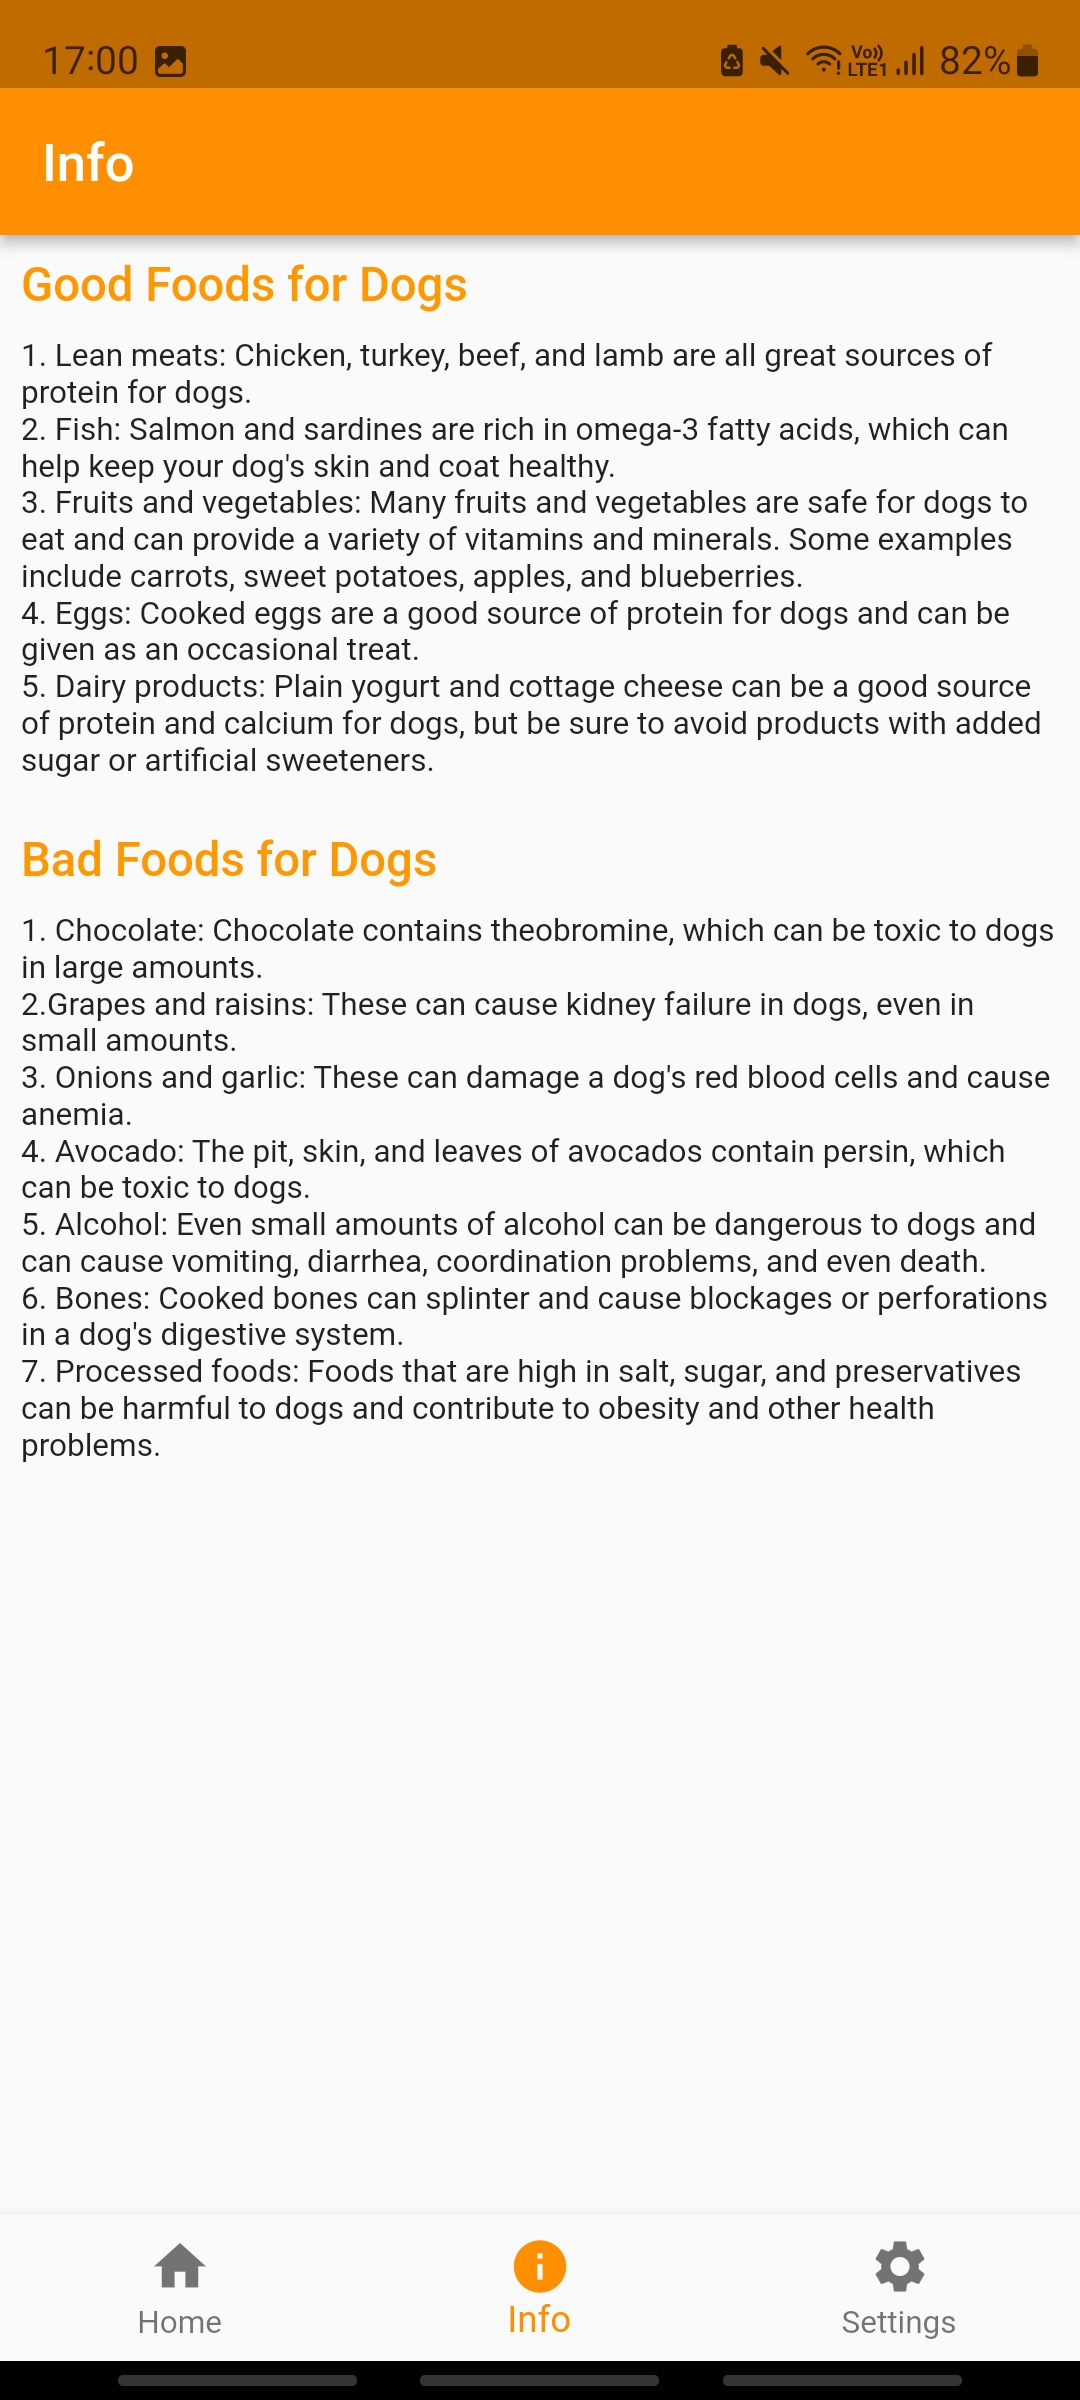 17:00
Vo))
LTE1
82%
Info
Good Foods for Dogs
1. Lean meats: Chicken, turkey, beef, and lamb are all great sources of
protein for dogs.
2. Fish: Salmon and sardines are rich in omega-3 fatty acids, which can
help keep your dog's skin and coat healthy.
3. Fruits and vegetables: Many fruits and vegetables are safe for dogs to
eat and can provide a variety of vitamins and minerals. Some examples
include carrots, sweet potatoes, apples, and blueberries.
4. Eggs: Cooked eggs are a good source of protein for dogs and can be
given as an occasional treat.
5. Dairy products: Plain yogurt and cottage cheese can be a good source
of protein and calcium for dogs, but be sure to avoid products with added
sugar or artificial sweeteners.
Bad Foods for Dogs
1. Chocolate: Chocolate contains theobromine, which can be toxic to dogs
in large amounts.
2.Grapes and raisins: These can cause kidney failure in dogs, even in
small amounts.
3. Onions and garlic: These can damage a dog's red blood cells and cause
anemia.
4. Avocado: The pit, skin, and leaves of avocados contain persin, which
can be toxic to dogs.
5. Alcohol: Even small amounts of alcohol can be dangerous to dogs and
can cause vomiting, diarrhea, coordination problems, and even death.
6. Bones: Cooked bones can splinter and cause blockages or perforations
in a dog's digestive system.
7. Processed foods: Foods that are high in salt, sugar, and preservatives
can be harmful to dogs and contribute to obesity and other health
problems.
Home
Info
Settings